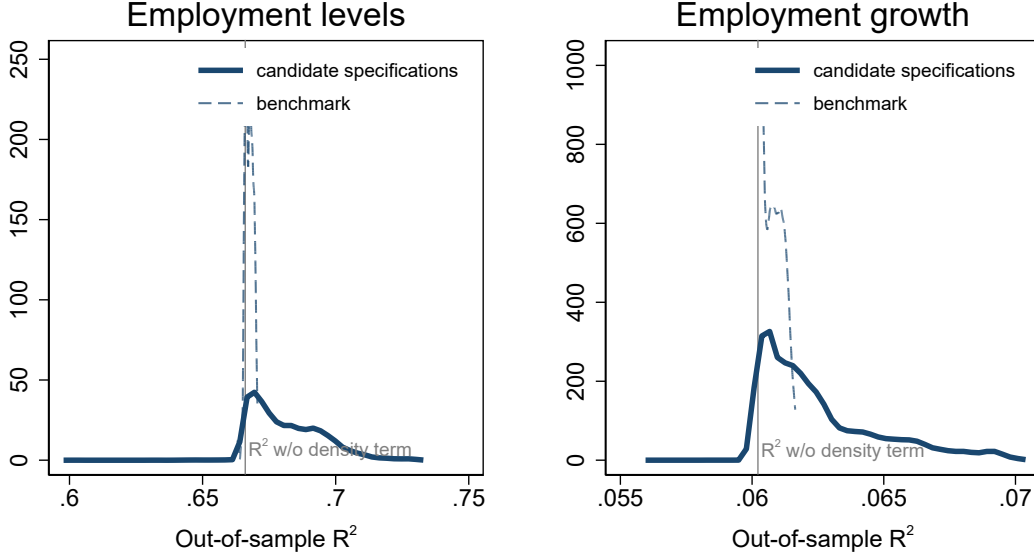 Employment levels
250
200
150
100
50
0
candidate specifications
benchmark
R² w/o density term
.6
.65
.7
.75
Out-of-sample R²
Employment growth
1000
800
600
400
200
0
candidate specifications
benchmark
R² w/o density term
.055
.06
.065
.07
Out-of-sample R²